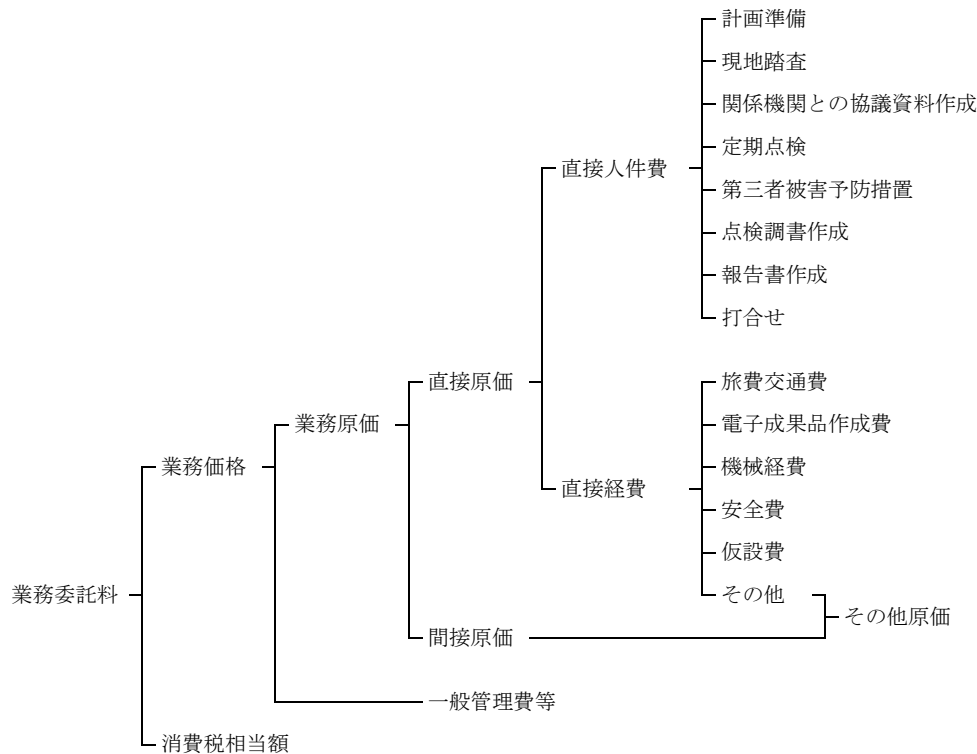 計画準備
現地踏査
関係機関との協議資料作成
定期点検
直接人件費
第三者被害予防措置
点検調書作成
報告書作成
打合せ
直接原価
旅費交通費
業務原価
電子成果品作成費
業務価格
機械経費
直接経費
安全費
仮設費
業務委託料
その他
その他原価
間接原価
一般管理費等
消費税相当額